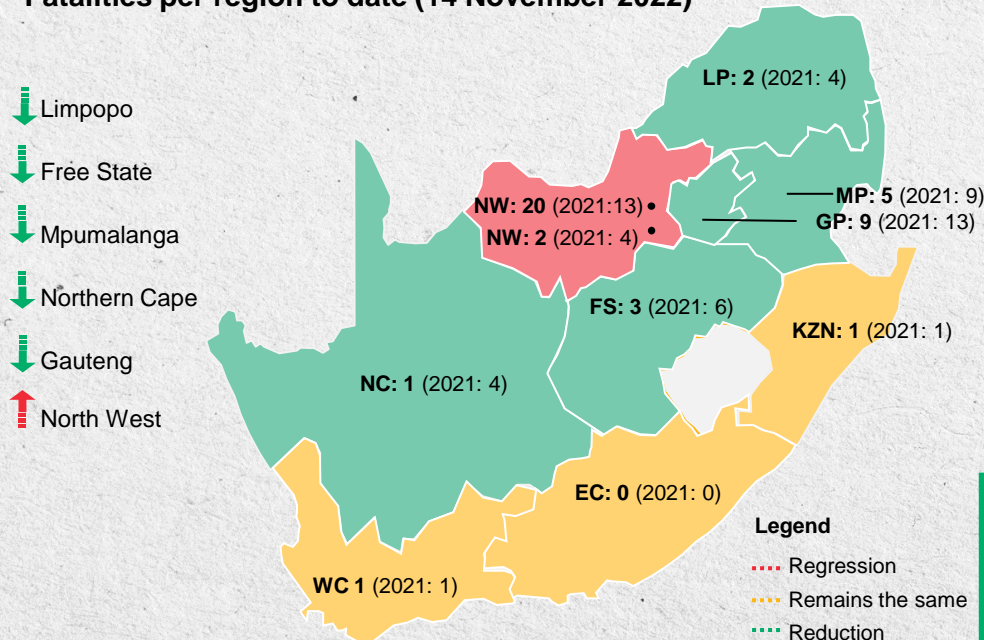 Fatalities per region to date (14 November 2022)
Limpopo
Free State
Mpumalanga
Northern Cape
Gauteng
North West
LP: 2 (2021: 4)
MP: 5 (2021: 9)
GP: 9 (2021: 13)
NW: 20 (2021:13)
NW: 2 (2021: 4)
FS: 3 (2021: 6)
KZN: 1 (2021: 1)
NC: 1 (2021: 4)
EC: 0 (2021: 0)
WC 1 (2021: 1)
Legend
Regression
Remains the same
Reduction